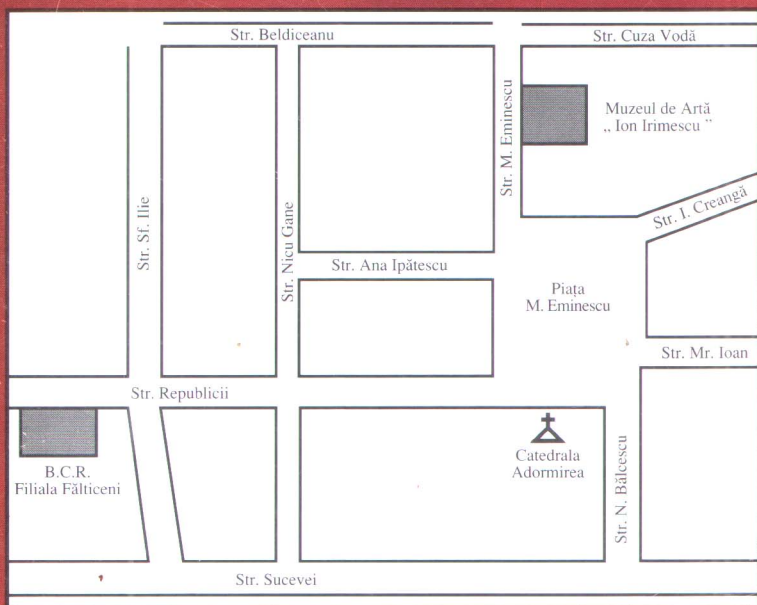 Str. Beldiceanu
Str. Cuza Vodă
Str. M. Eminescu
Muzeul de Artă
„ Ion Irimescu ”
Str. I. Creangă
Str. Sf. Ilie
Str. Nicu Gane
Str. Ana Ipătescu
Piața
M. Eminescu
Str. Mr. Ioan
Str. Republicii
B.C.R.
Filiala Fălticeni
Catedrala
Adormirea
Str. N. Bălcescu
Str. Sucevei